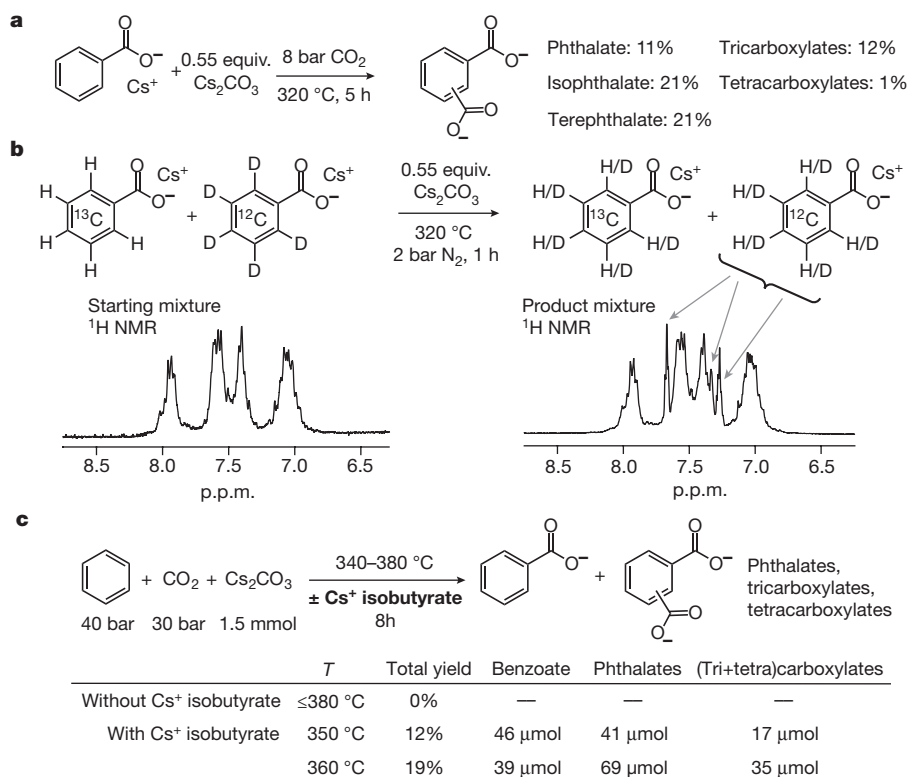 a
O
O−
Cs+
+
0.55 equiv.
Cs2CO3
8 bar CO2
320 °C, 5 h
O
O−
O
O−
Phthalate: 11%
Tricarboxylates: 12%
Isophthalate: 21%
Tetracarboxylates: 1%
Terephthalate: 21%
b
H
H
H
H
H
13C
O
O−
Cs+
+
D
D
D
D
D
12C
O
O−
Cs+
0.55 equiv.
Cs2CO3
320 °C
2 bar N2, 1 h
H/D
H/D
H/D
H/D
H/D
13C
O
O−
Cs+
+
H/D
H/D
H/D
H/D
H/D
12C
O
O−
Cs+
Starting mixture
1H NMR
8.5 8.0 7.5 7.0 6.5
p.p.m.
Product mixture
1H NMR
8.5 8.0 7.5 7.0 6.5
p.p.m.
c
+ CO2 + Cs2CO3
40 bar 30 bar 1.5 mmol
340–380 °C
± Cs+ isobutyrate
8h
O
O−
+
O
O−
O
O−
Phthalates,
tricarboxylates,
tetracarboxylates
T Total yield Benzoate Phthalates (Tri+tetra)carboxylates
Without Cs+ isobutyrate ≤380 °C 0% — — —
With Cs+ isobutyrate 350 °C 12% 46 μmol 41 μmol 17 μmol
360 °C 19% 39 μmol 69 μmol 35 μmol